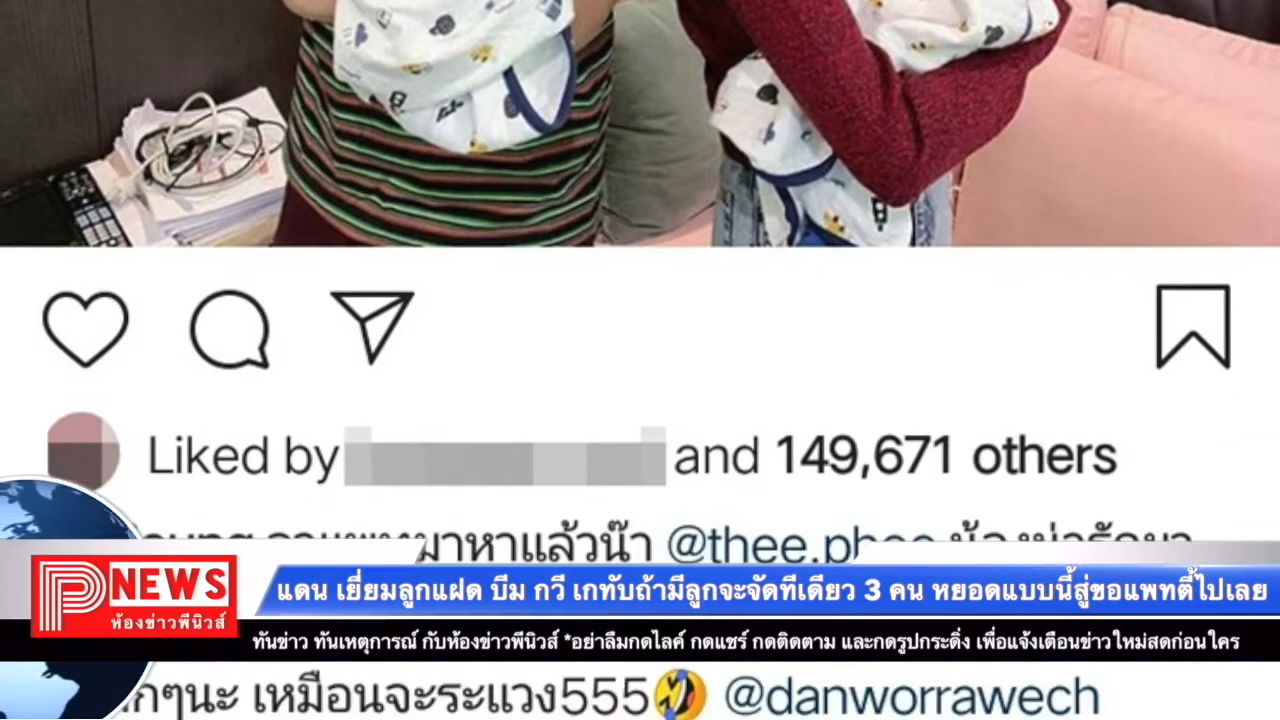 Liked by and 149,671 others
มาหาแล้วน๊า @thee.phee
PNEWS
ห้องข่าวพีนิวส์
แดน เยี่ยมลูกแฝด บีม กวี เกทับถ้ามีลูกจะจัดทีเดียว 3 คน หยอดแบบนี้สู่ขอแพทตี้ไปเลย
ทันข่าว ทันเหตุการณ์ กับห้องข่าวพีนิวส์ *อย่าลืมกดไลค์ กดแชร์ กดติดตาม และกดรูปกระดิ่ง เพื่อแจ้งเตือนข่าวใหม่สดก่อนใคร
กๆนะ เหมือนจะระแวง555🤣 @danworrawech